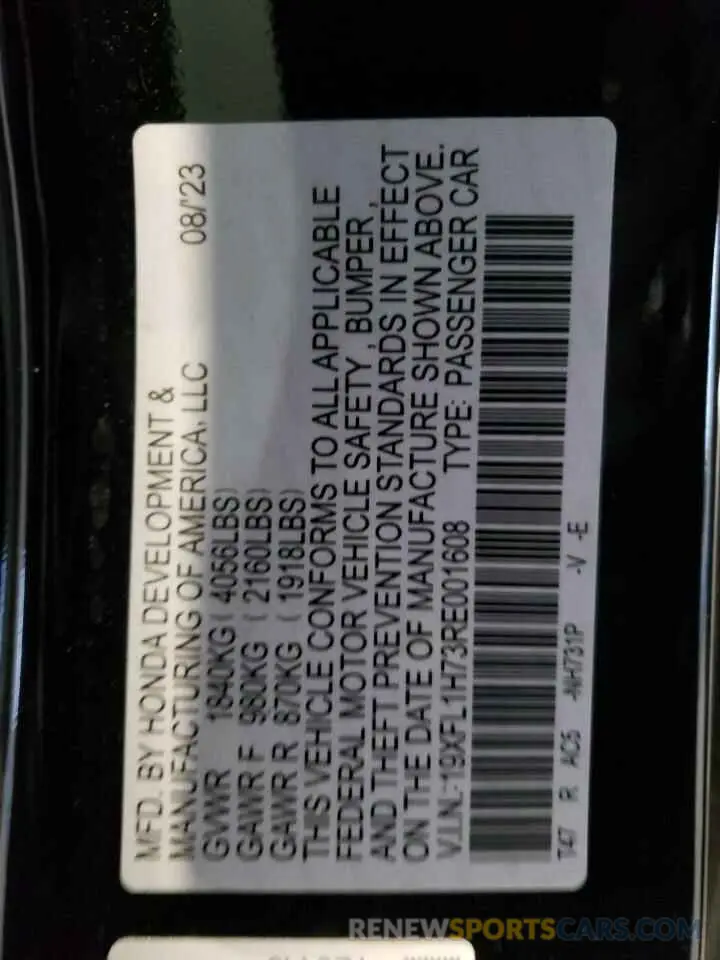 MFD. BY HONDA DEVELOPMENT &
MANUFACTURING OF AMERICA, LLC 08/'23
GVWR 1840KG ( 4056LBS)
GAWR F 980KG ( 2160LBS)
GAWR R 870KG ( 1918LBS)
THIS VEHICLE CONFORMS TO ALL APPLICABLE
FEDERAL MOTOR VEHICLE SAFETY , BUMPER ,
AND THEFT PREVENTION STANDARDS IN EFFECT
ON THE DATE OF MANUFACTURE SHOWN ABOVE.
V.I.N.:19XFL1H73RE001608 TYPE: PASSENGER CAR
T47 R AC5 -NH731P -V -E
RENEWSPORTSCARS.COM